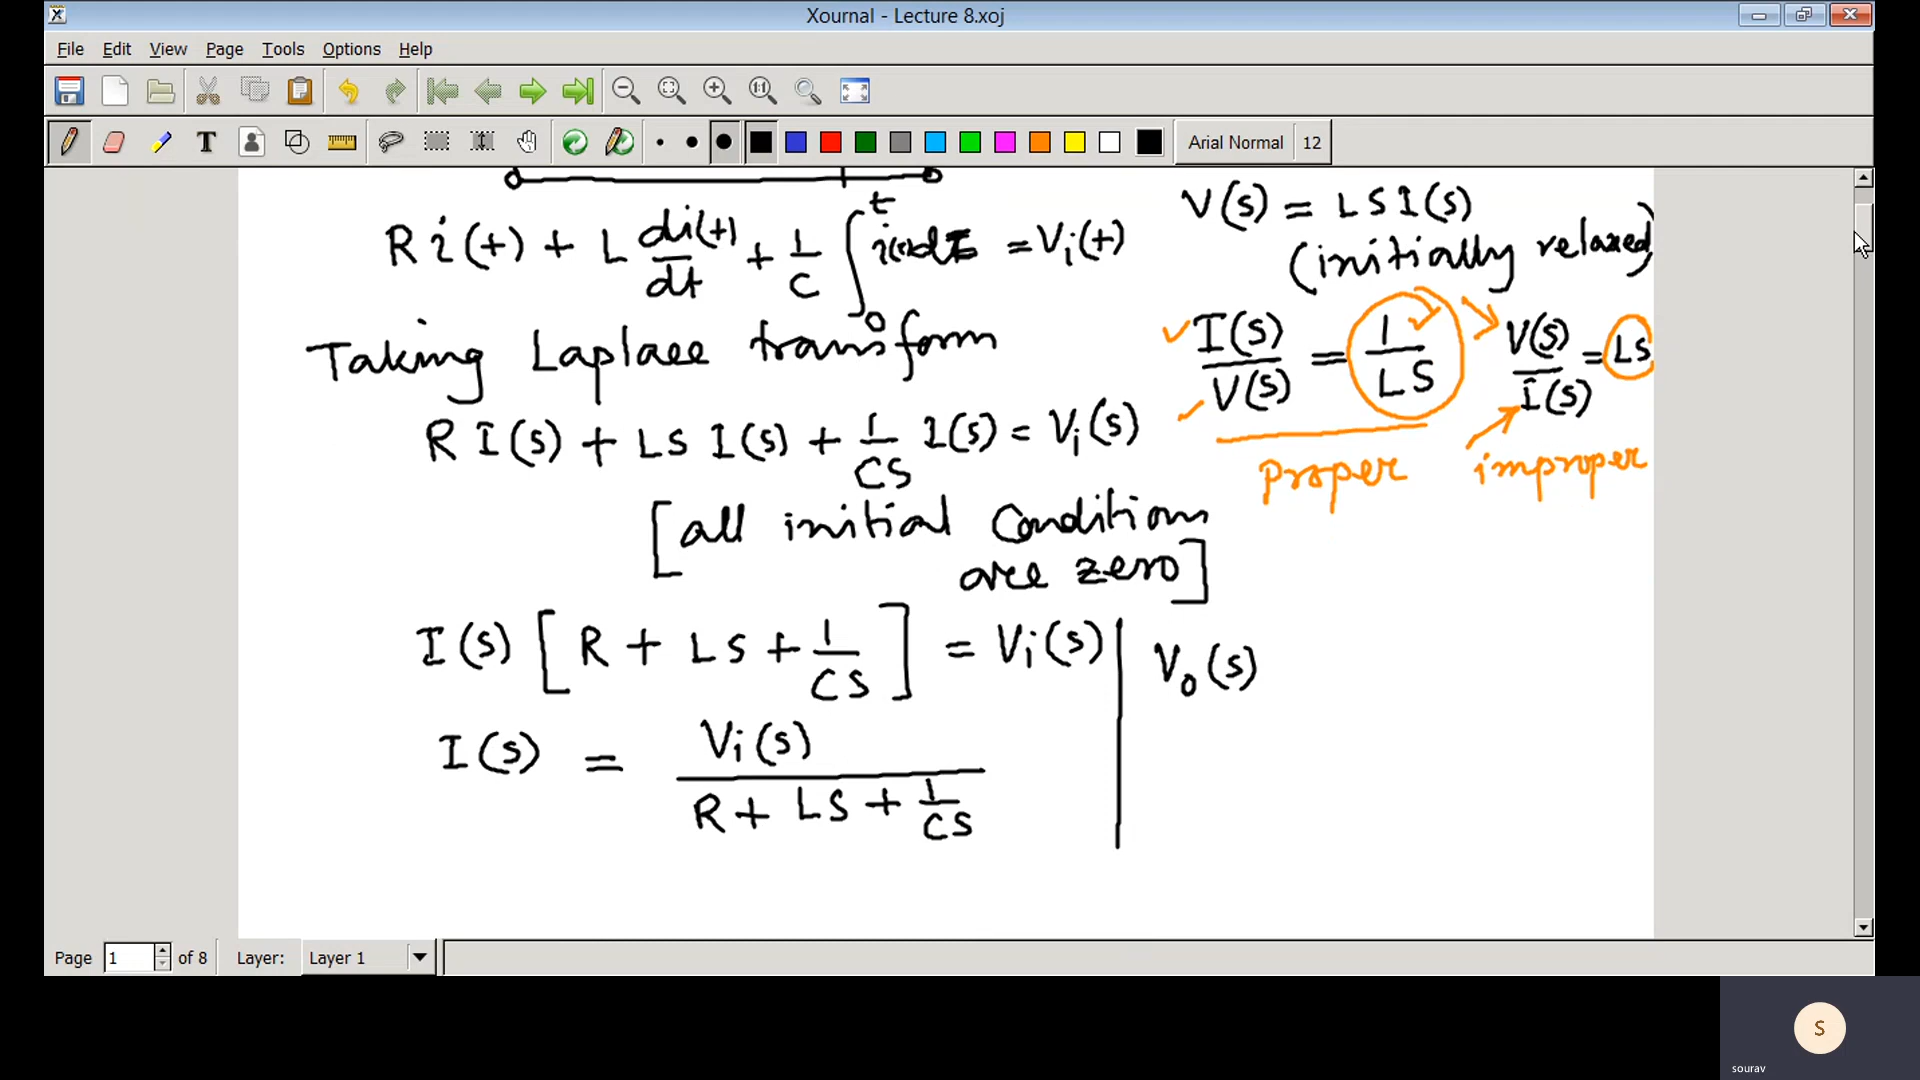 Xournal - Lecture 8.xoj
File Edit View Page Tools Options Help
Arial Normal 12
R i(t) + L di(t)/dt + 1/C ∫₀ᵗ i(τ)dτ = Vi(t)
V(s) = LS I(s)
(initially relaxed)
Taking Laplace transform
I(s)/V(s) = 1/LS
V(s)/I(s) = LS
R I(s) + LS I(s) + 1/CS I(s) = Vi(s)
Proper improper
[all initial Conditions
are zero]
I(s) [R + LS + 1/CS] = Vi(s) | Vo(s)
I(s) = Vi(s) / (R + LS + 1/CS)
Page 1 of 8 Layer: Layer 1
S
sourav